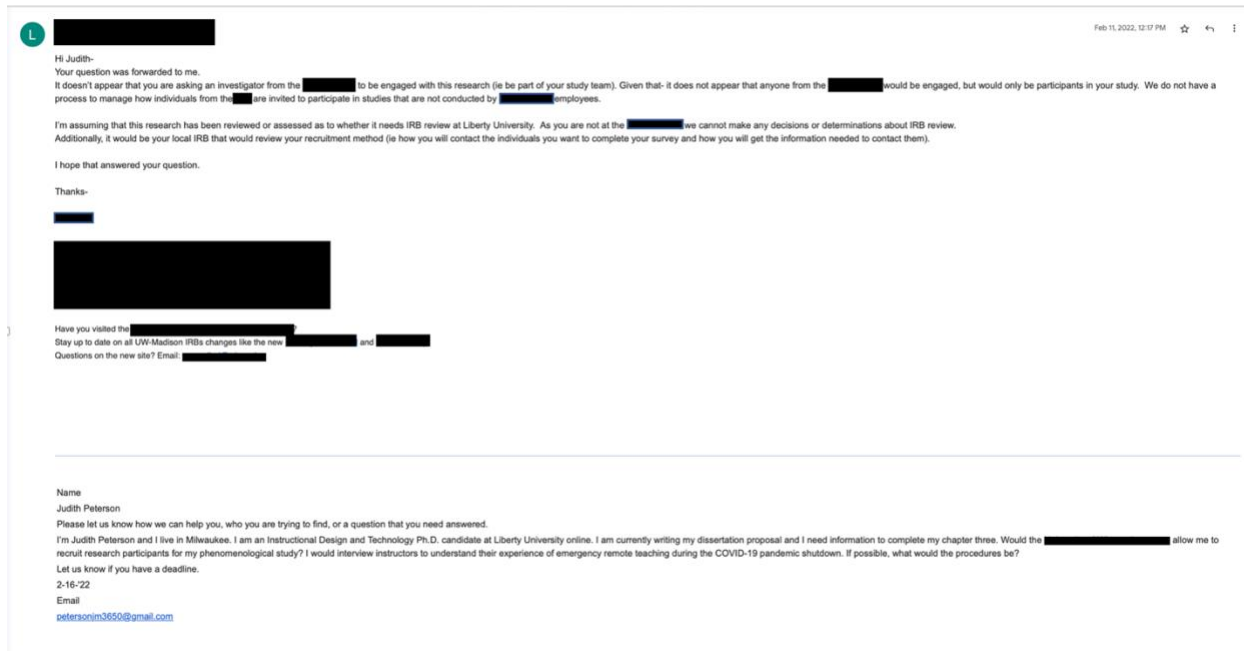 L
Feb 11, 2022, 12:17 PM
Hi Judith-
Your question was forwarded to me.
It doesn't appear that you are asking an investigator from the to be engaged with this research (ie be part of your study team). Given that- it does not appear that anyone from the would be engaged, but would only be participants in your study. We do not have a
process to manage how individuals from the are invited to participate in studies that are not conducted by employees.
I'm assuming that this research has been reviewed or assessed as to whether it needs IRB review at Liberty University. As you are not at the we cannot make any decisions or determinations about IRB review.
Additionally, it would be your local IRB that would review your recruitment method (ie how you will contact the individuals you want to complete your survey and how you will get the information needed to contact them).
I hope that answered your question.
Thanks-
Have you visited the ?
Stay up to date on all UW-Madison IRBs changes like the new and
Questions on the new site? Email:
Name
Judith Peterson
Please let us know how we can help you, who you are trying to find, or a question that you need answered.
I'm Judith Peterson and I live in Milwaukee. I am an Instructional Design and Technology Ph.D. candidate at Liberty University online. I am currently writing my dissertation proposal and I need information to complete my chapter three. Would the allow me to
recruit research participants for my phenomenological study? I would interview instructors to understand their experience of emergency remote teaching during the COVID-19 pandemic shutdown. If possible, what would the procedures be?
Let us know if you have a deadline.
2-16-'22
Email
petersonjm3650@gmail.com